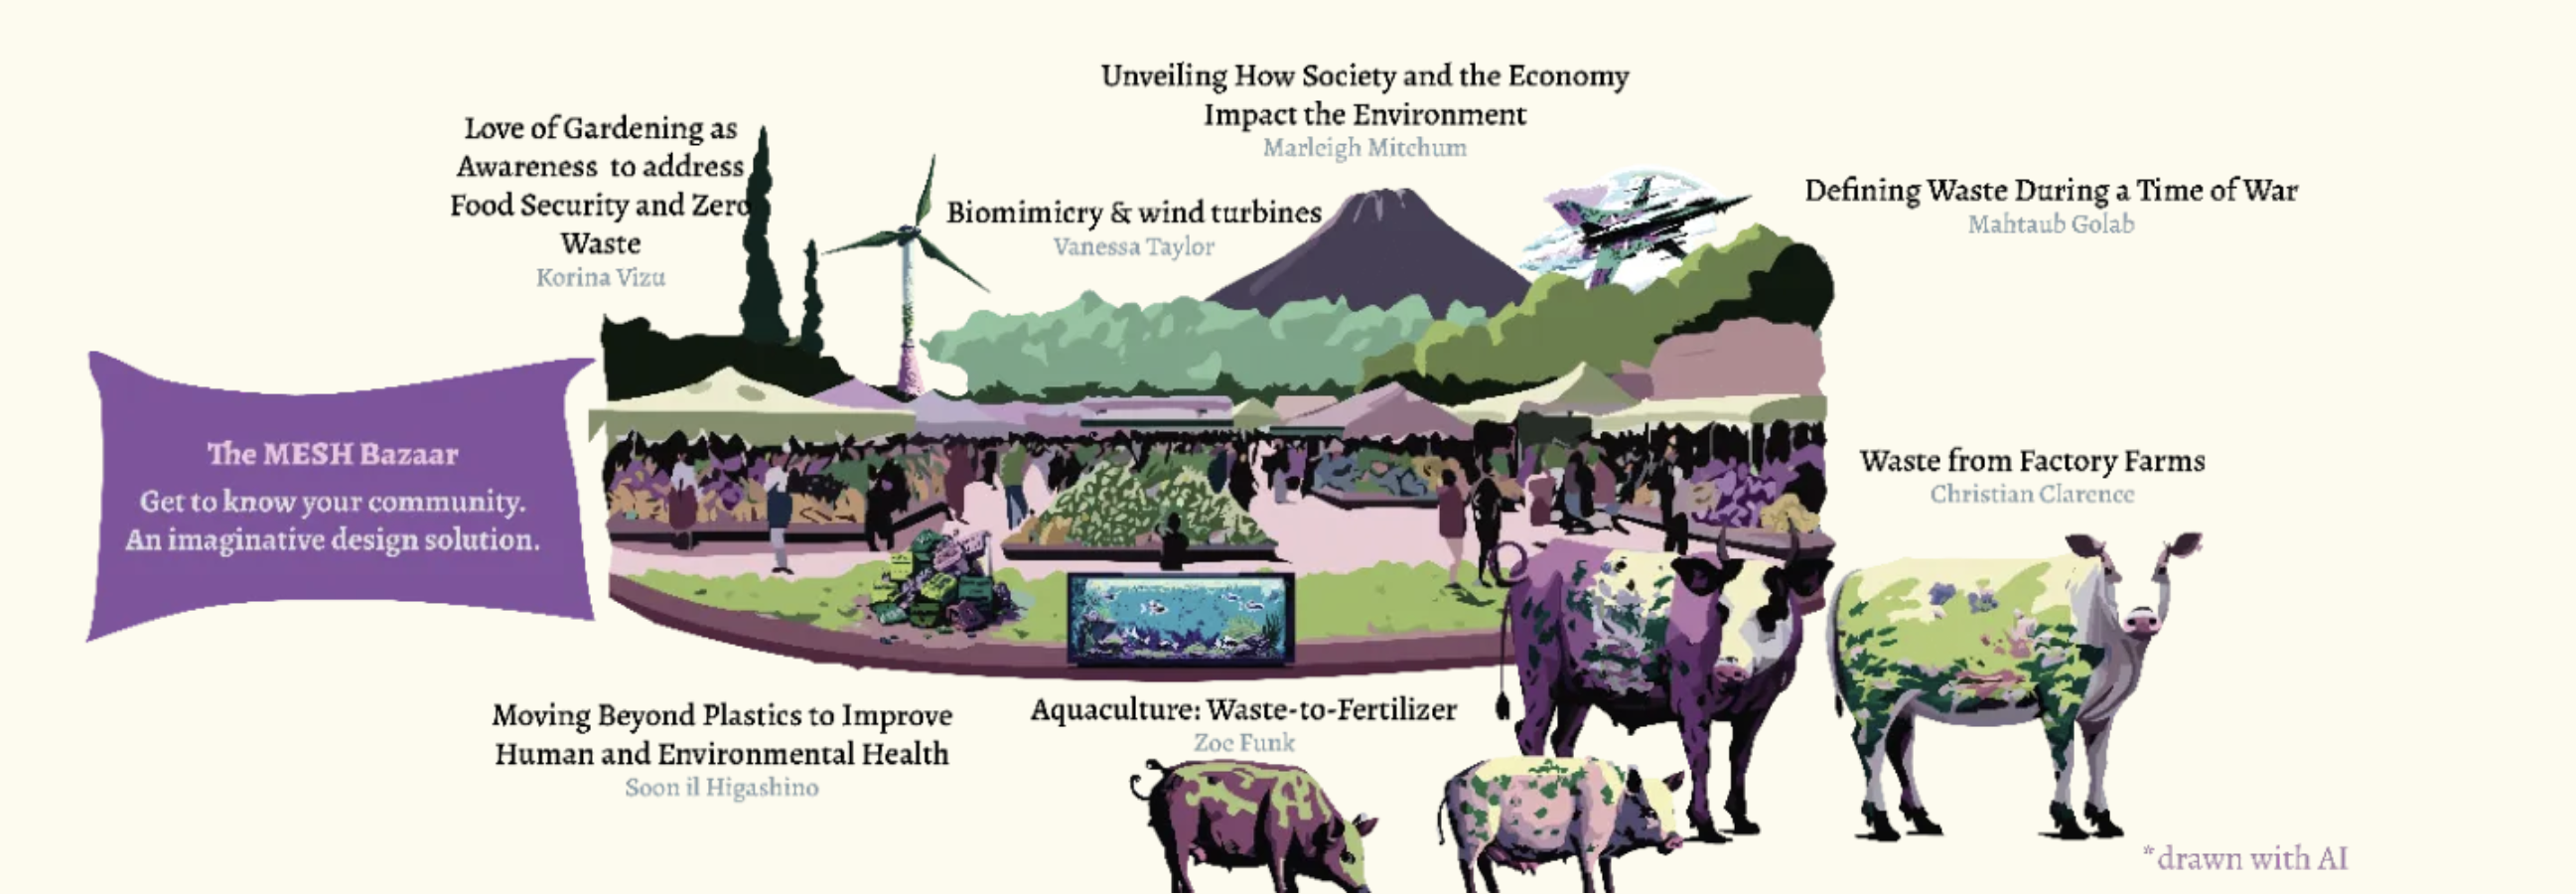 Unveiling How Society and the Economy
Impact the Environment
Marleigh Mitchum
Love of Gardening as
Awareness to address
Food Security and Zero
Waste
Korina Vizu
Biomimicry & wind turbines
Vanessa Taylor
Defining Waste During a Time of War
Mahtaub Golab
The MESH Bazaar
Get to know your community.
An imaginative design solution.
Waste from Factory Farms
Christian Clarence
Moving Beyond Plastics to Improve
Human and Environmental Health
Soon il Higashino
Aquaculture: Waste-to-Fertilizer
Zoe Funk
*drawn with AI